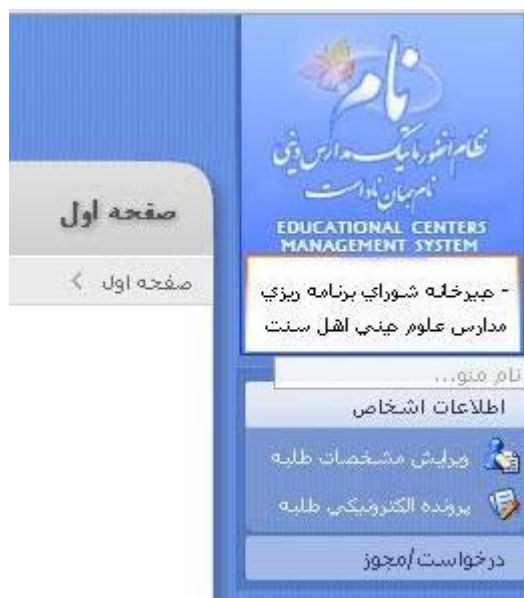 نام
نظام انفورماتیک مدارس دینی
EDUCATIONAL CENTERS
MANAGEMENT SYSTEM
- دبیرخانه شورای برنامه ریزی
مدارس علوم دینی اهل سنت
صفحه اول
صفحه اول >
نام منو...
اطلاعات اشخاص
ویرایش مشخصات طلبه
پرونده الکترونیکی طلبه
درخواست/مجوز